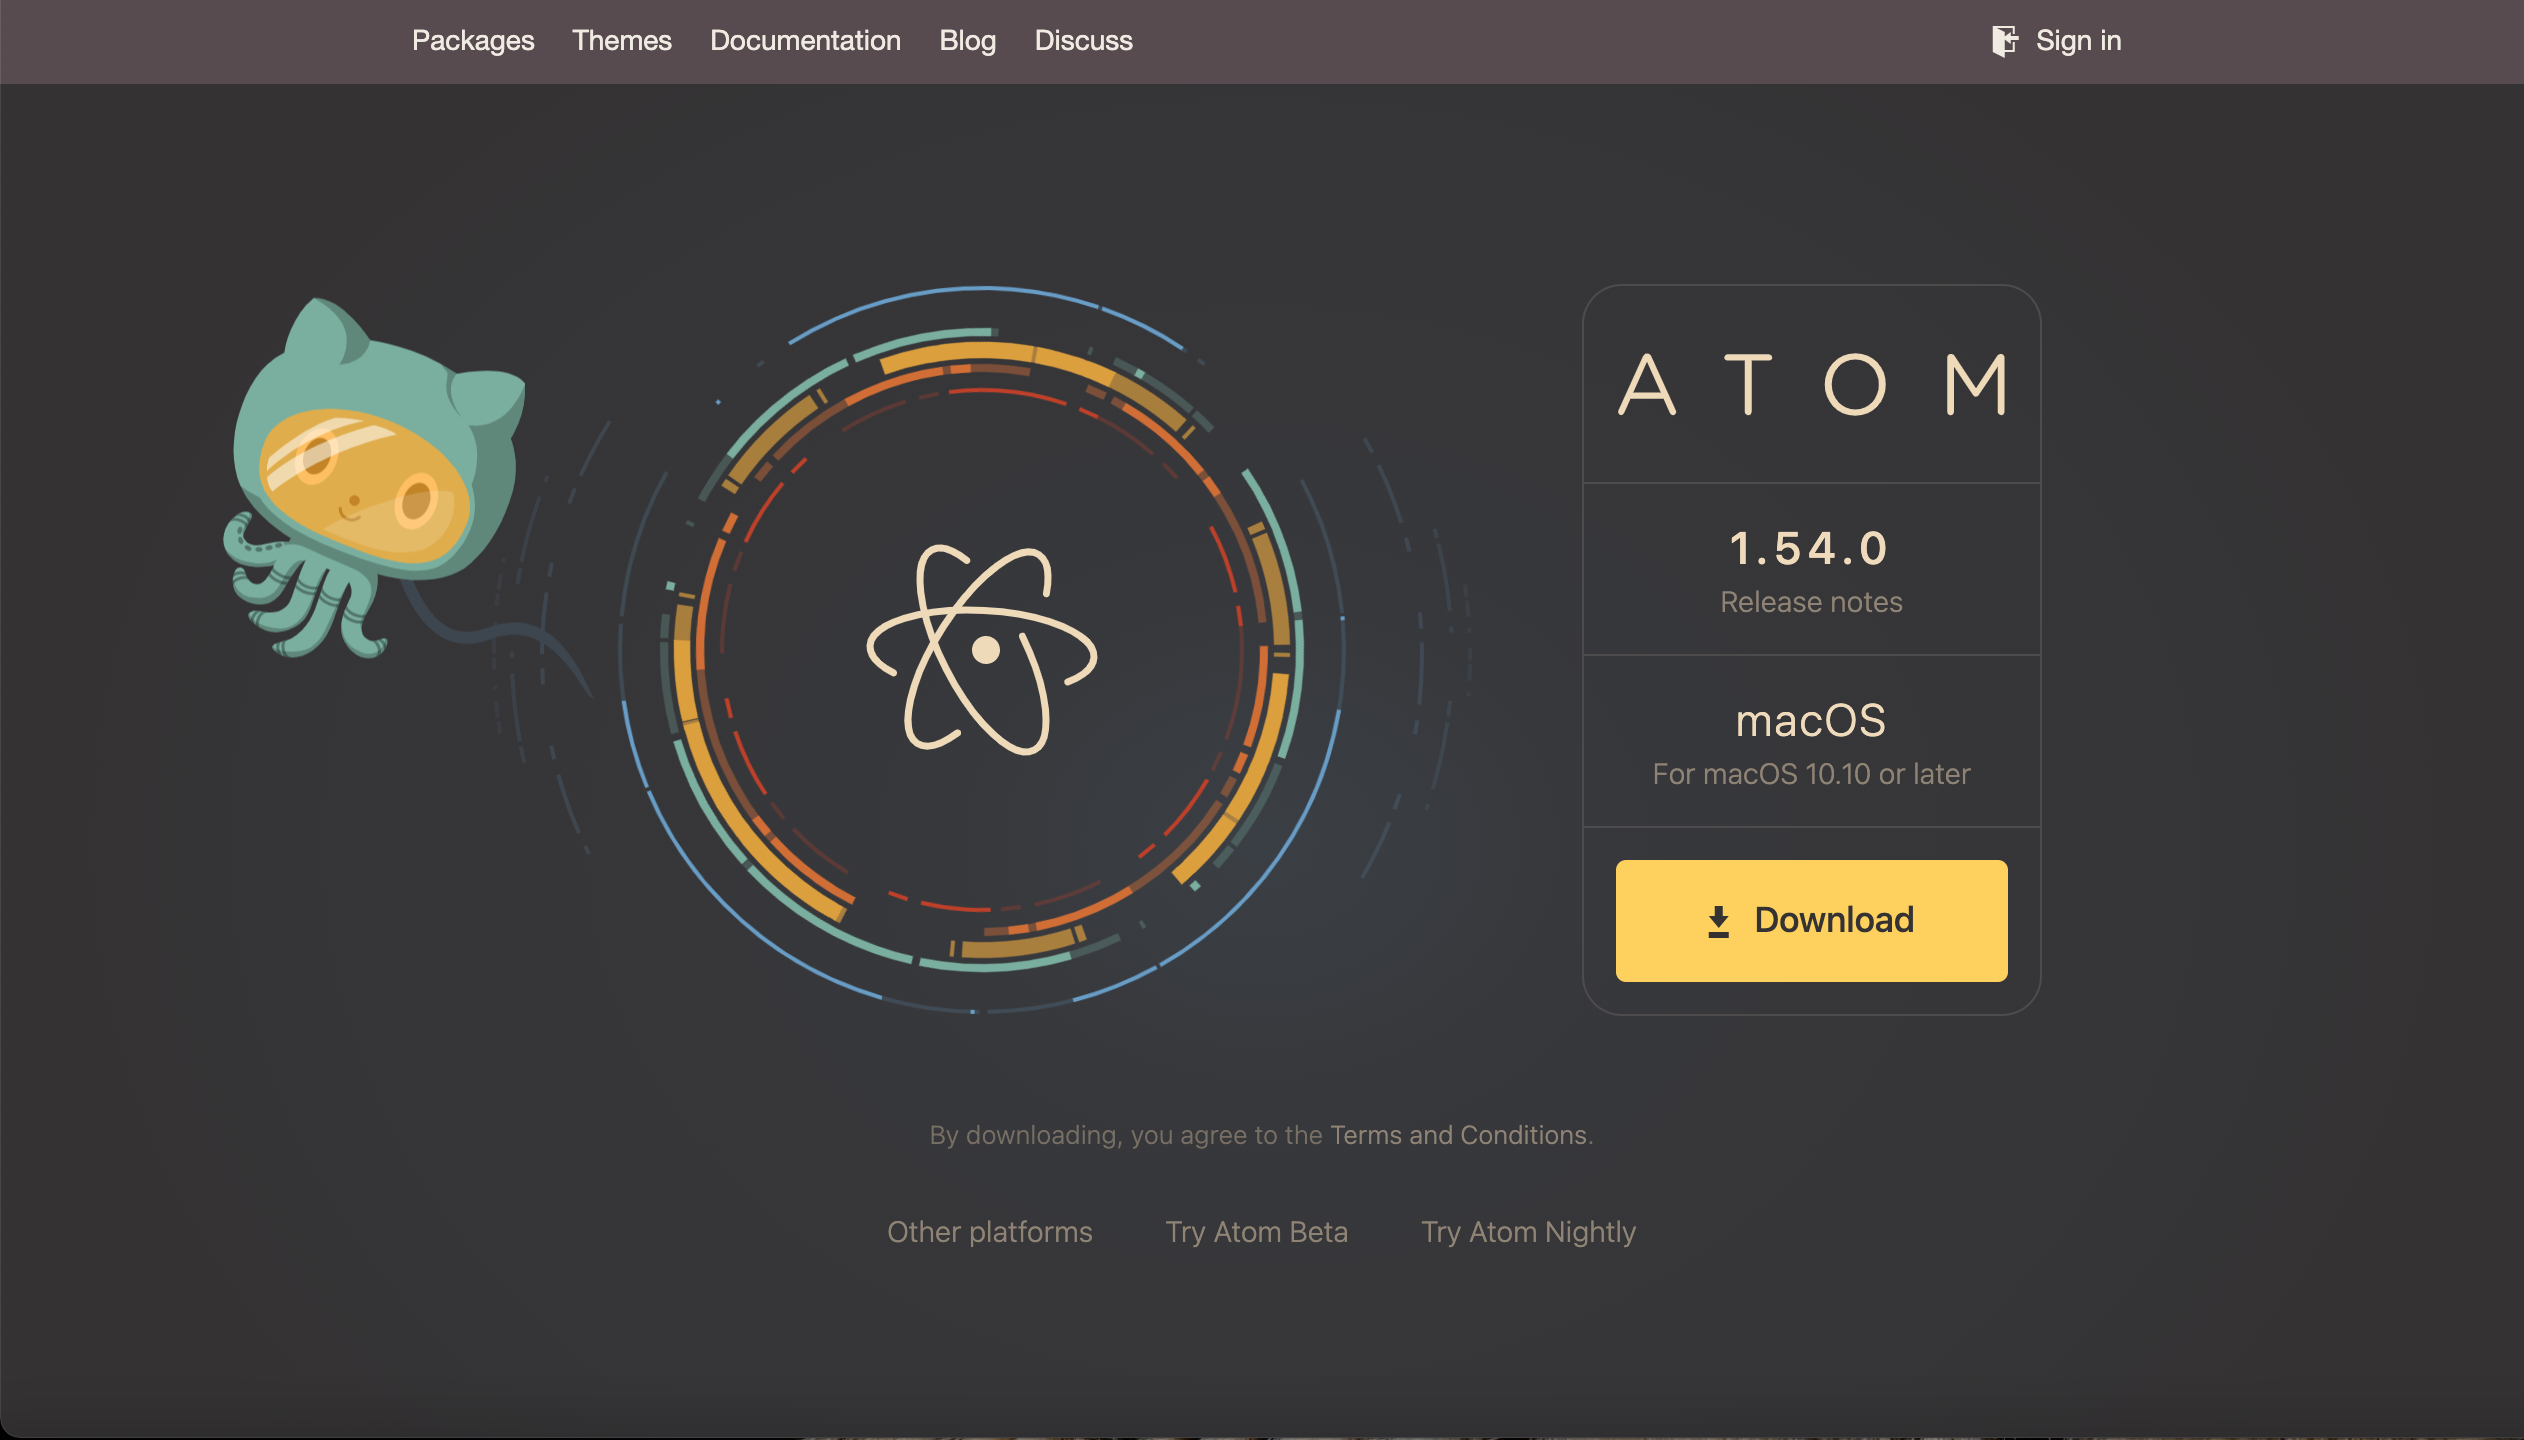 Packages Themes Documentation Blog Discuss Sign in
ATOM
1.54.0
Release notes
macOS
For macOS 10.10 or later
Download
By downloading, you agree to the Terms and Conditions.
Other platforms Try Atom Beta Try Atom Nightly